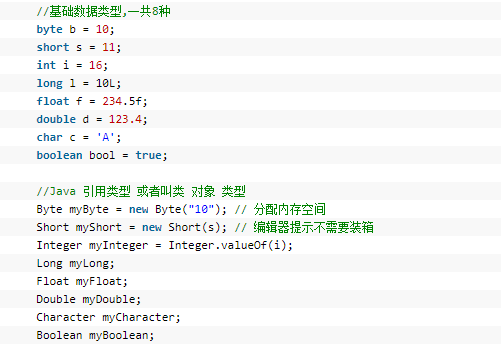 //基础数据类型,一共8种
byte b = 10;
short s = 11;
int i = 16;
long l = 10L;
float f = 234.5f;
double d = 123.4;
char c = 'A';
boolean bool = true;
//Java 引用类型 或者叫类 对象 类型
Byte myByte = new Byte("10"); // 分配内存空间
Short myShort = new Short(s); // 编辑器提示不需要装箱
Integer myInteger = Integer.valueOf(i);
Long myLong;
Float myFloat;
Double myDouble;
Character myCharacter;
Boolean myBoolean;